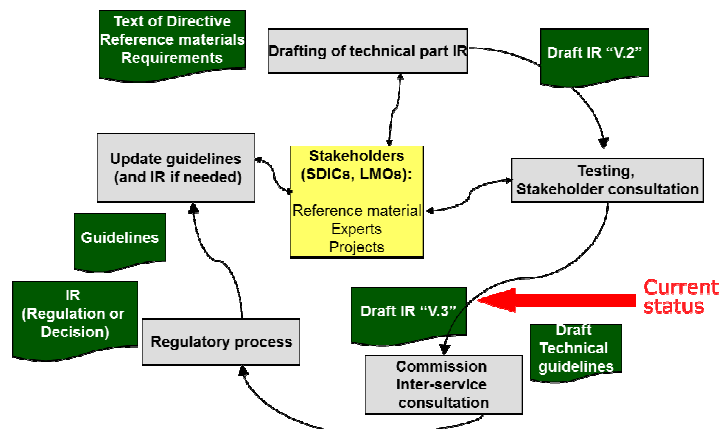 Text of Directive
Reference materials
Requirements
Drafting of technical part IR
Draft IR “V.2”
Update guidelines
(and IR if needed)
Stakeholders
(SDICs, LMOs):
Reference material
Experts
Projects
Testing,
Stakeholder consultation
Guidelines
IR
(Regulation or
Decision)
Regulatory process
Draft IR “V.3”
Current
status
Draft
Technical
guidelines
Commission
Inter-service
consultation